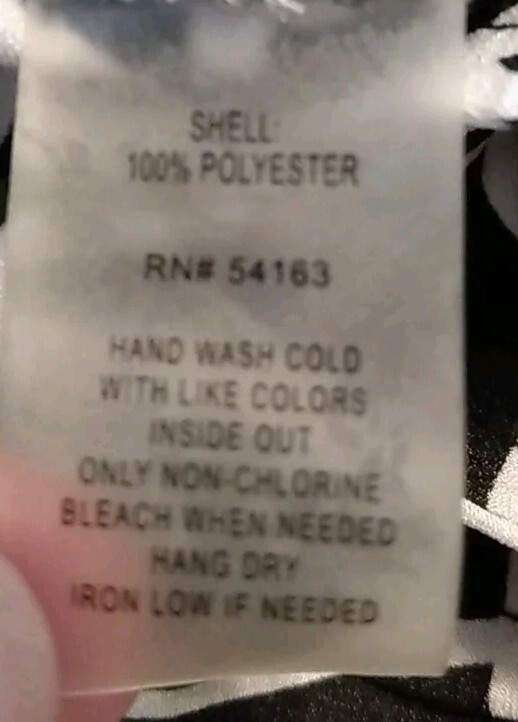 SHELL:
100% POLYESTER
RN# 54163
HAND WASH COLD
WITH LIKE COLORS
INSIDE OUT
ONLY NON-CHLORINE
BLEACH WHEN NEEDED
HANG DRY
IRON LOW IF NEEDED